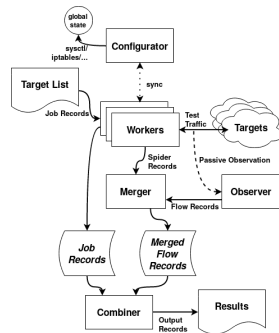 global
state
sysctl/
iptables/...
Configurator
Target List
sync
Job Records
Test
Traffic
Workers
Targets
Spider
Records
Passive Observation
Merger
Observer
Flow Records
Job
Records
Merged
Flow
Records
Combiner
Output
Records
Results